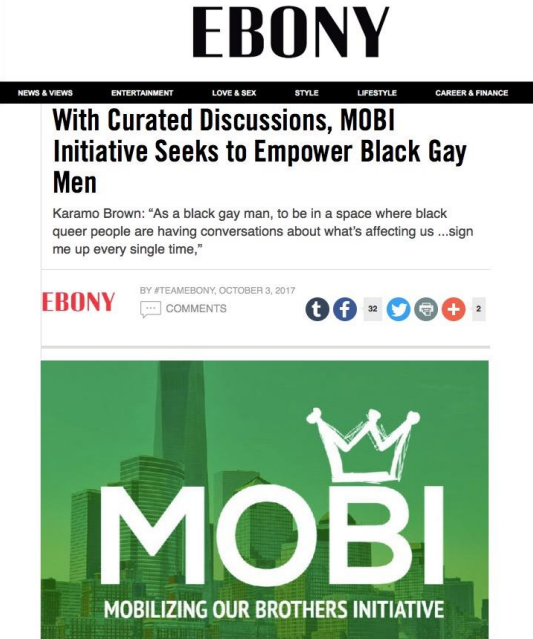 EBONY
NEWS & VIEWS ENTERTAINMENT LOVE & SEX STYLE LIFESTYLE CAREER & FINANCE
With Curated Discussions, MOBI
Initiative Seeks to Empower Black Gay
Men
Karamo Brown: “As a black gay man, to be in a space where black
queer people are having conversations about what’s affecting us ...sign
me up every single time,”
EBONY
BY #TEAMEBONY, OCTOBER 3, 2017
COMMENTS
t f 32 2
MOBI
MOBILIZING OUR BROTHERS INITIATIVE